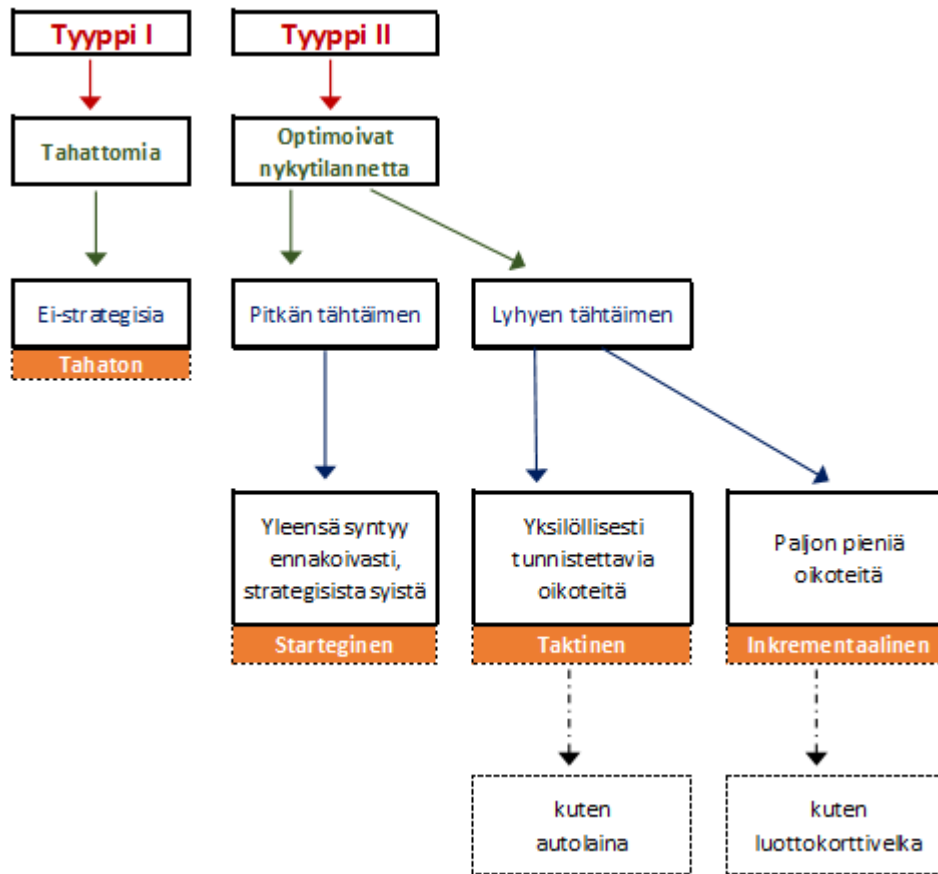 Tyyppi I
Tyyppi II
Tahattomia
Optimoivat
nykytilannetta
Ei-strategisia
Tahaton
Pitkän tähtäimen
Lyhyen tähtäimen
Yleensä syntyy
ennakoivasti,
strategisista syistä
Starteginen
Yksilöllisesti
tunnistettavia
oikoteitä
Taktinen
Paljon pieniä
oikoteitä
Inkrementaalinen
kuten
autolaina
kuten
luottokorttivelka